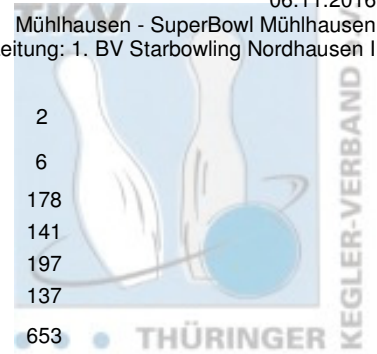 06.11.2016
Mühlhausen - SuperBowl Mühlhausen
eitung: 1. BV Starbowling Nordhausen I
2
6
178
141
197
137
653
THÜRINGER
KEGLER-VERBAND